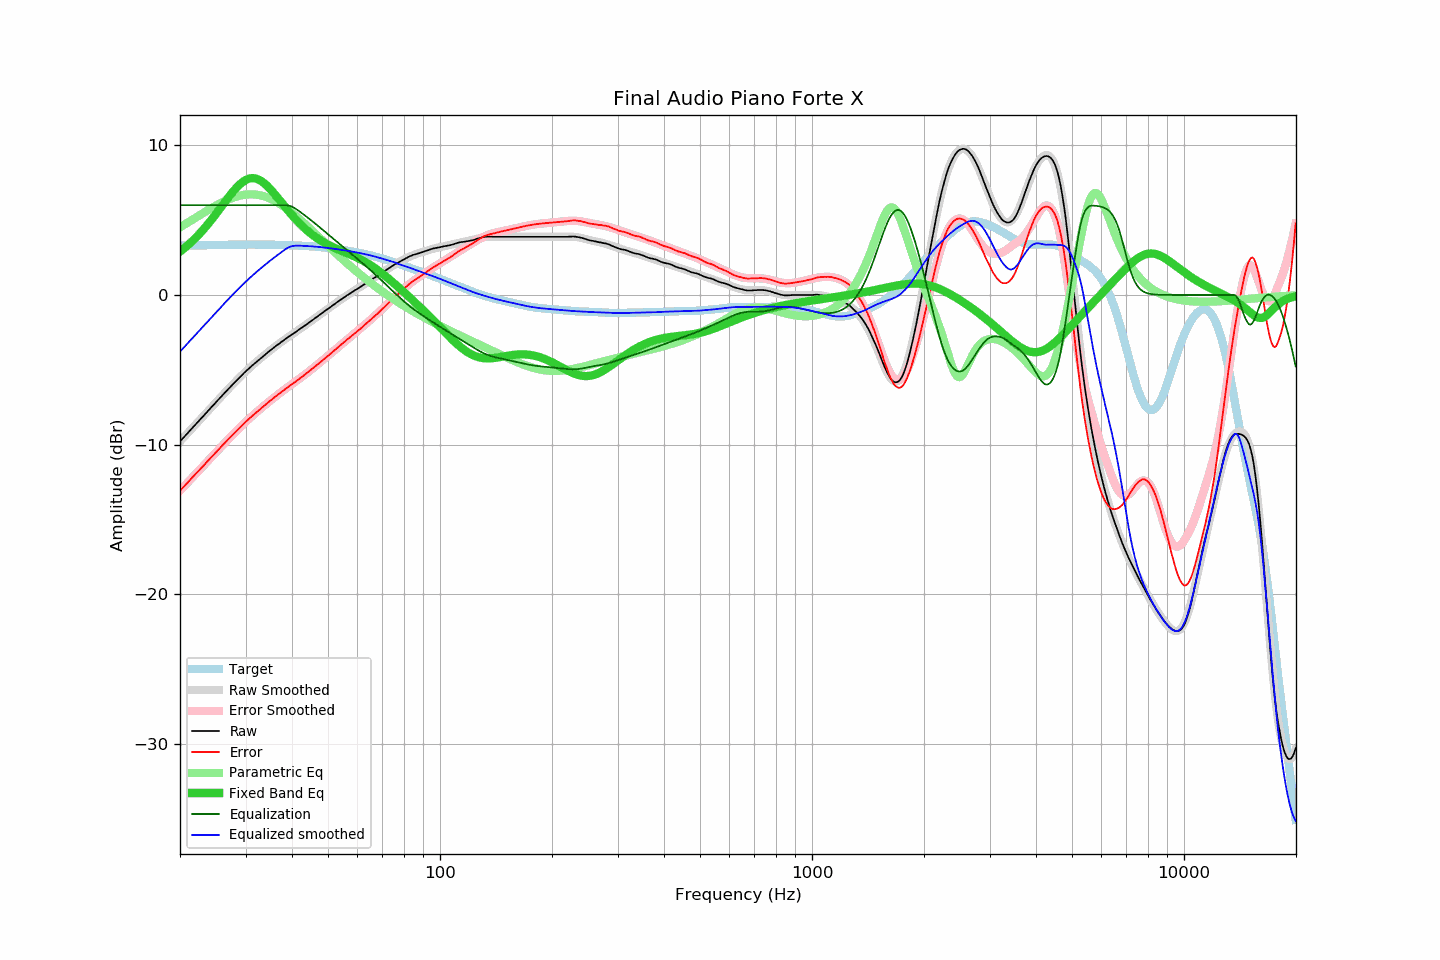 Final Audio Piano Forte X
10
0
−10
−20
−30
Amplitude (dBr)
Target
Raw Smoothed
Error Smoothed
Raw
Error
Parametric Eq
Fixed Band Eq
Equalization
Equalized smoothed
100
1000
10000
Frequency (Hz)